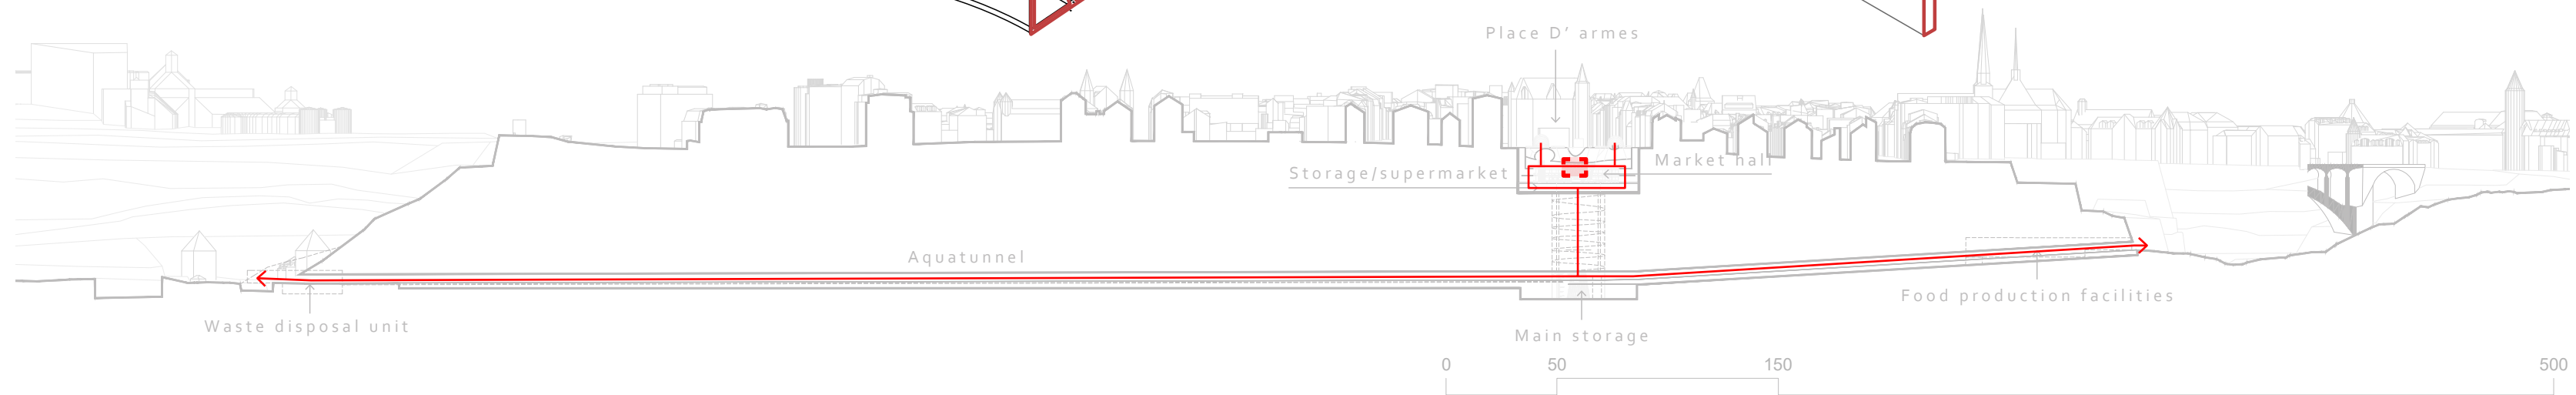 Place D' armes
Market hall
Storage/supermarket
Aquatunnel
Food production facilities
Waste disposal unit
Main storage
0 50 150 500